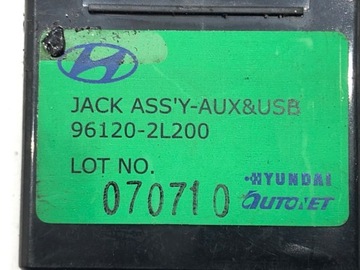 JACK ASS'Y-AUX&USB
96120-2L200
LOT NO.
070710
HYUNDAI
AUTONET